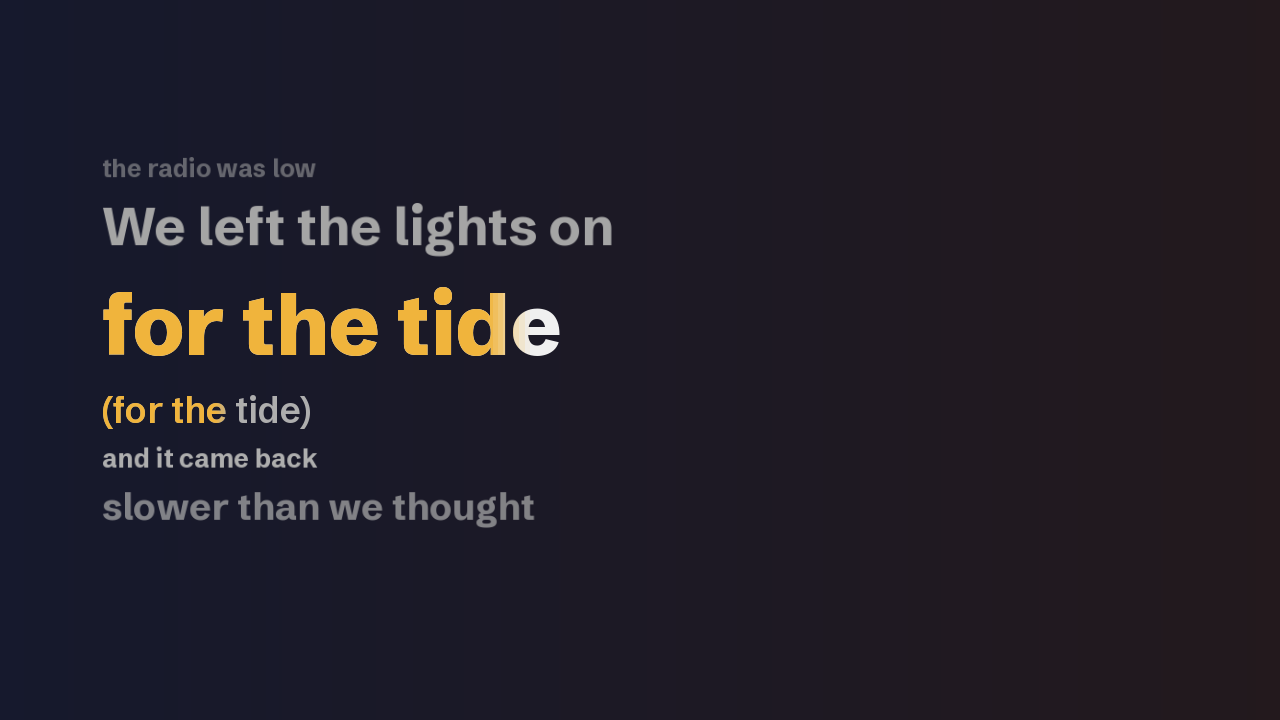 the radio was low
We left the lights on
for the tide
(for the tide)
and it came back
slower than we thought